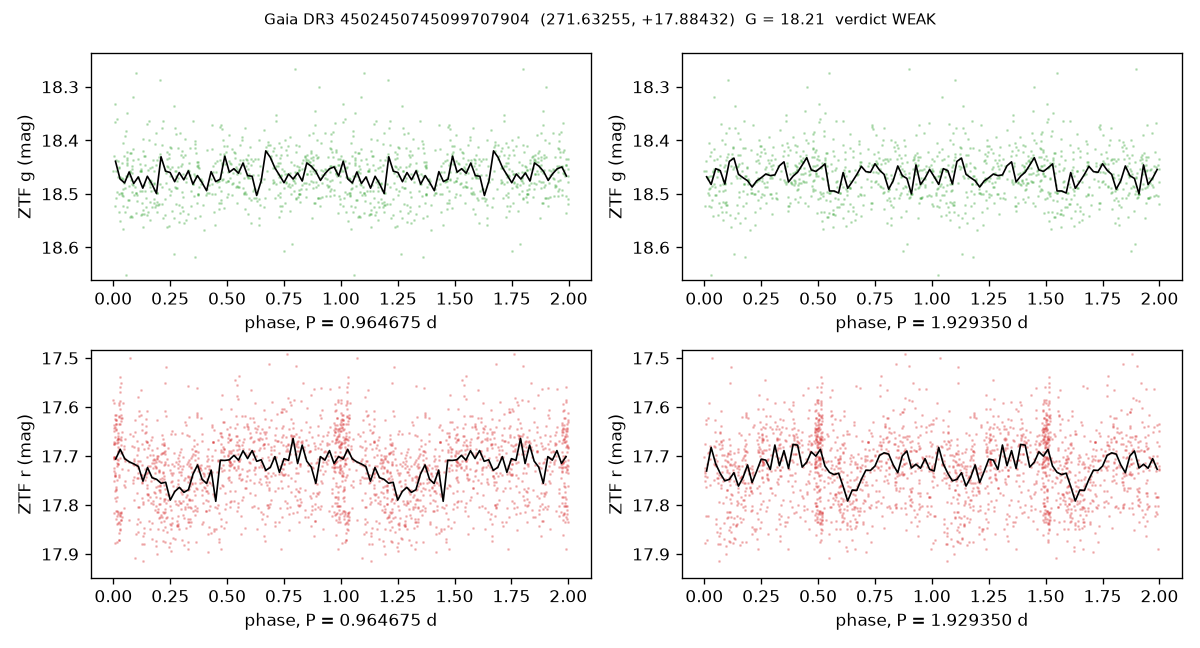 Gaia DR3 4502450745099707904  (271.63255, +17.88432)  G = 18.21  verdict WEAK
ZTF g (mag)
18.3
18.4
18.5
18.6
0.00 0.25 0.50 0.75 1.00 1.25 1.50 1.75 2.00
phase, P = 0.964675 d
ZTF g (mag)
18.3
18.4
18.5
18.6
0.00 0.25 0.50 0.75 1.00 1.25 1.50 1.75 2.00
phase, P = 1.929350 d
ZTF r (mag)
17.5
17.6
17.7
17.8
17.9
0.00 0.25 0.50 0.75 1.00 1.25 1.50 1.75 2.00
phase, P = 0.964675 d
ZTF r (mag)
17.5
17.6
17.7
17.8
17.9
0.00 0.25 0.50 0.75 1.00 1.25 1.50 1.75 2.00
phase, P = 1.929350 d